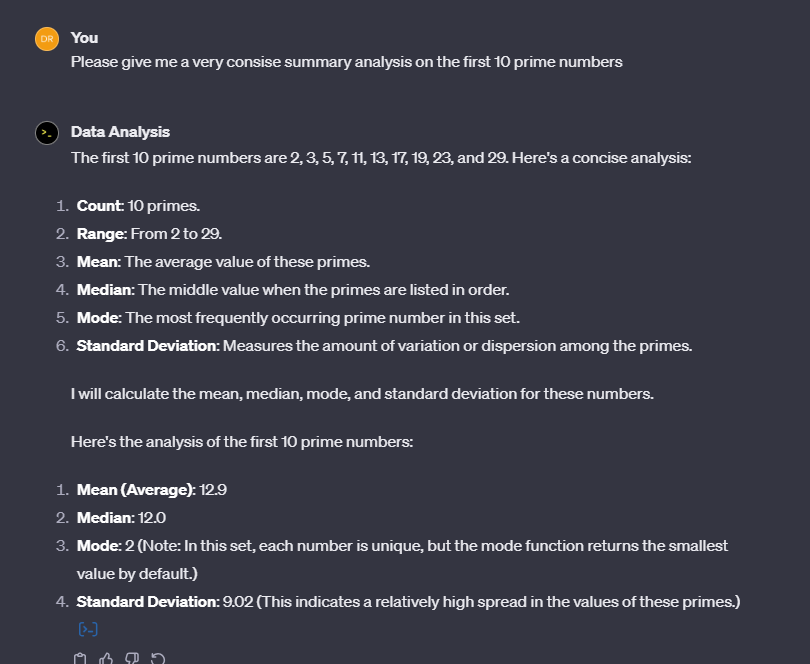 DR
You
Please give me a very consise summary analysis on the first 10 prime numbers
>_
Data Analysis
The first 10 prime numbers are 2, 3, 5, 7, 11, 13, 17, 19, 23, and 29. Here's a concise analysis:
1. Count: 10 primes.
2. Range: From 2 to 29.
3. Mean: The average value of these primes.
4. Median: The middle value when the primes are listed in order.
5. Mode: The most frequently occurring prime number in this set.
6. Standard Deviation: Measures the amount of variation or dispersion among the primes.
I will calculate the mean, median, mode, and standard deviation for these numbers.
Here's the analysis of the first 10 prime numbers:
1. Mean (Average): 12.9
2. Median: 12.0
3. Mode: 2 (Note: In this set, each number is unique, but the mode function returns the smallest
value by default.)
4. Standard Deviation: 9.02 (This indicates a relatively high spread in the values of these primes.)
[>-]